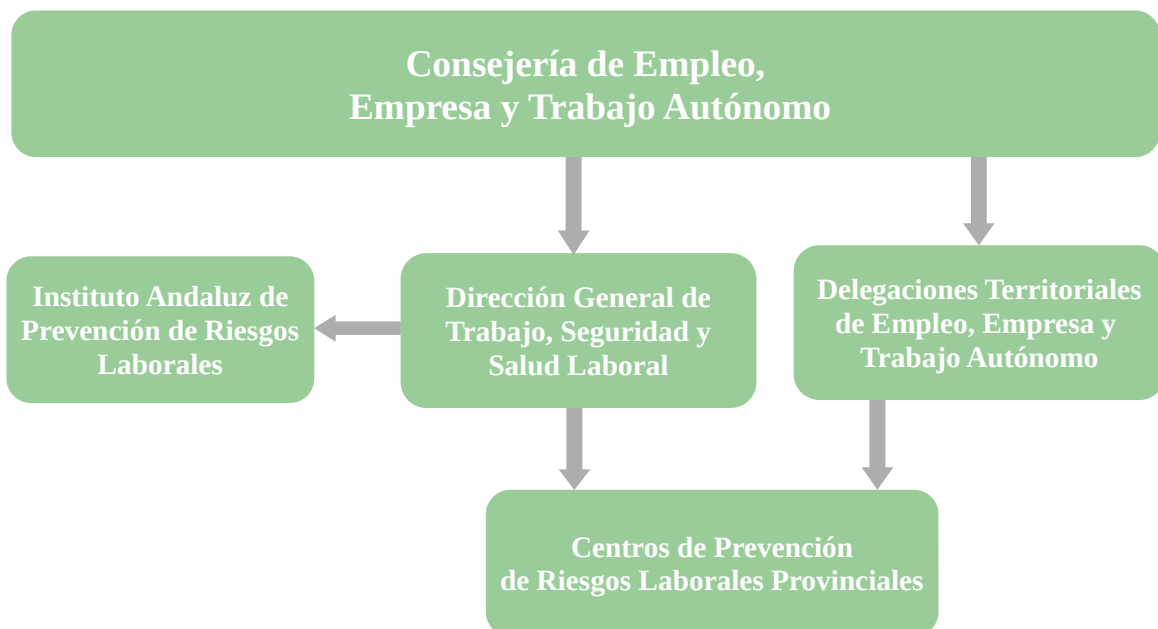 Consejería de Empleo,
Empresa y Trabajo Autónomo
Instituto Andaluz de
Prevención de Riesgos
Laborales
Dirección General de
Trabajo, Seguridad y
Salud Laboral
Delegaciones Territoriales
de Empleo, Empresa y
Trabajo Autónomo
Centros de Prevención
de Riesgos Laborales Provinciales